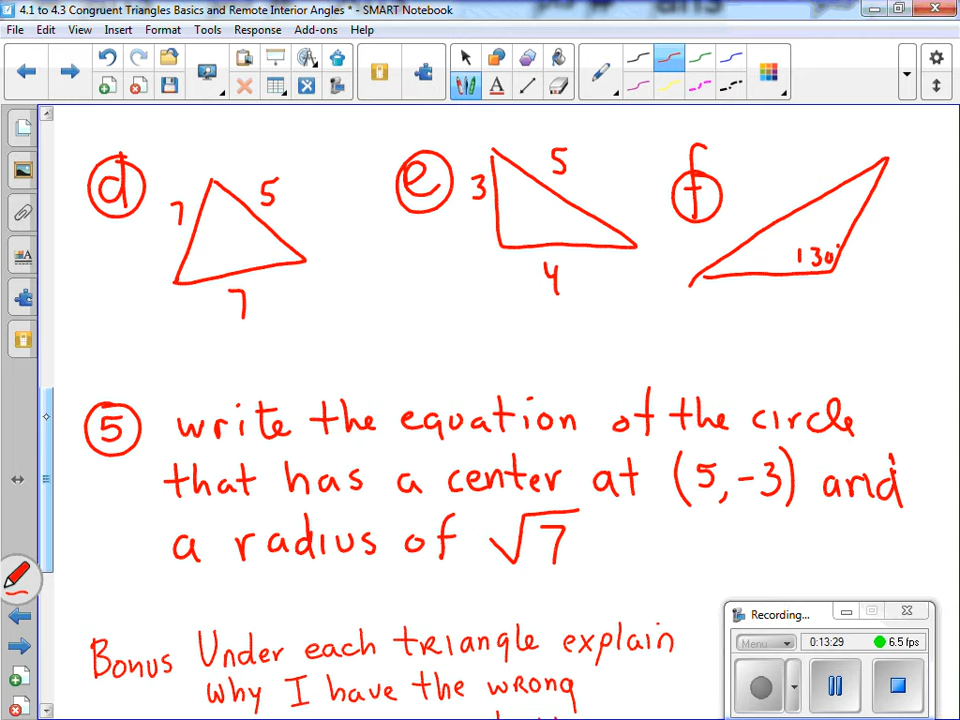 4.1 to 4.3 Congruent Triangles Basics and Remote Interior Angles * - SMART Notebook
File Edit View Insert Format Tools Response Add-ons Help
d 7 5 7
e 3 5 4
f 130°
5 write the equation of the circle
that has a center at (5,-3) and
a radius of √7
Bonus Under each triangle explain
why I have the wrong
Recording...
Menu 0:13:29 6.5 fps